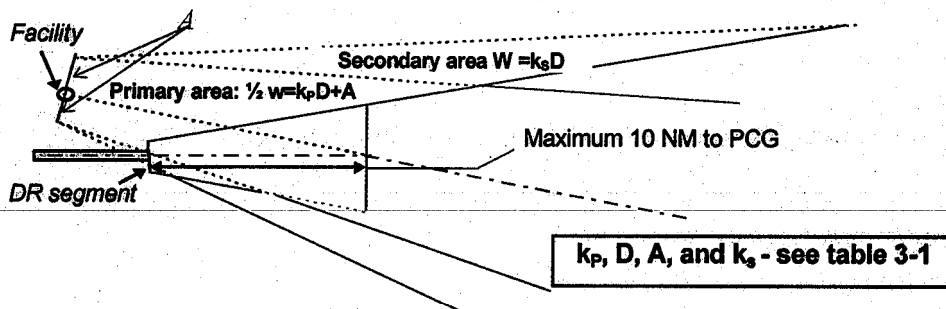 A
Facility
Secondary area W =kSD
Primary area: ½ w=kPD+A
Maximum 10 NM to PCG
DR segment
kP, D, A, and ks - see table 3-1